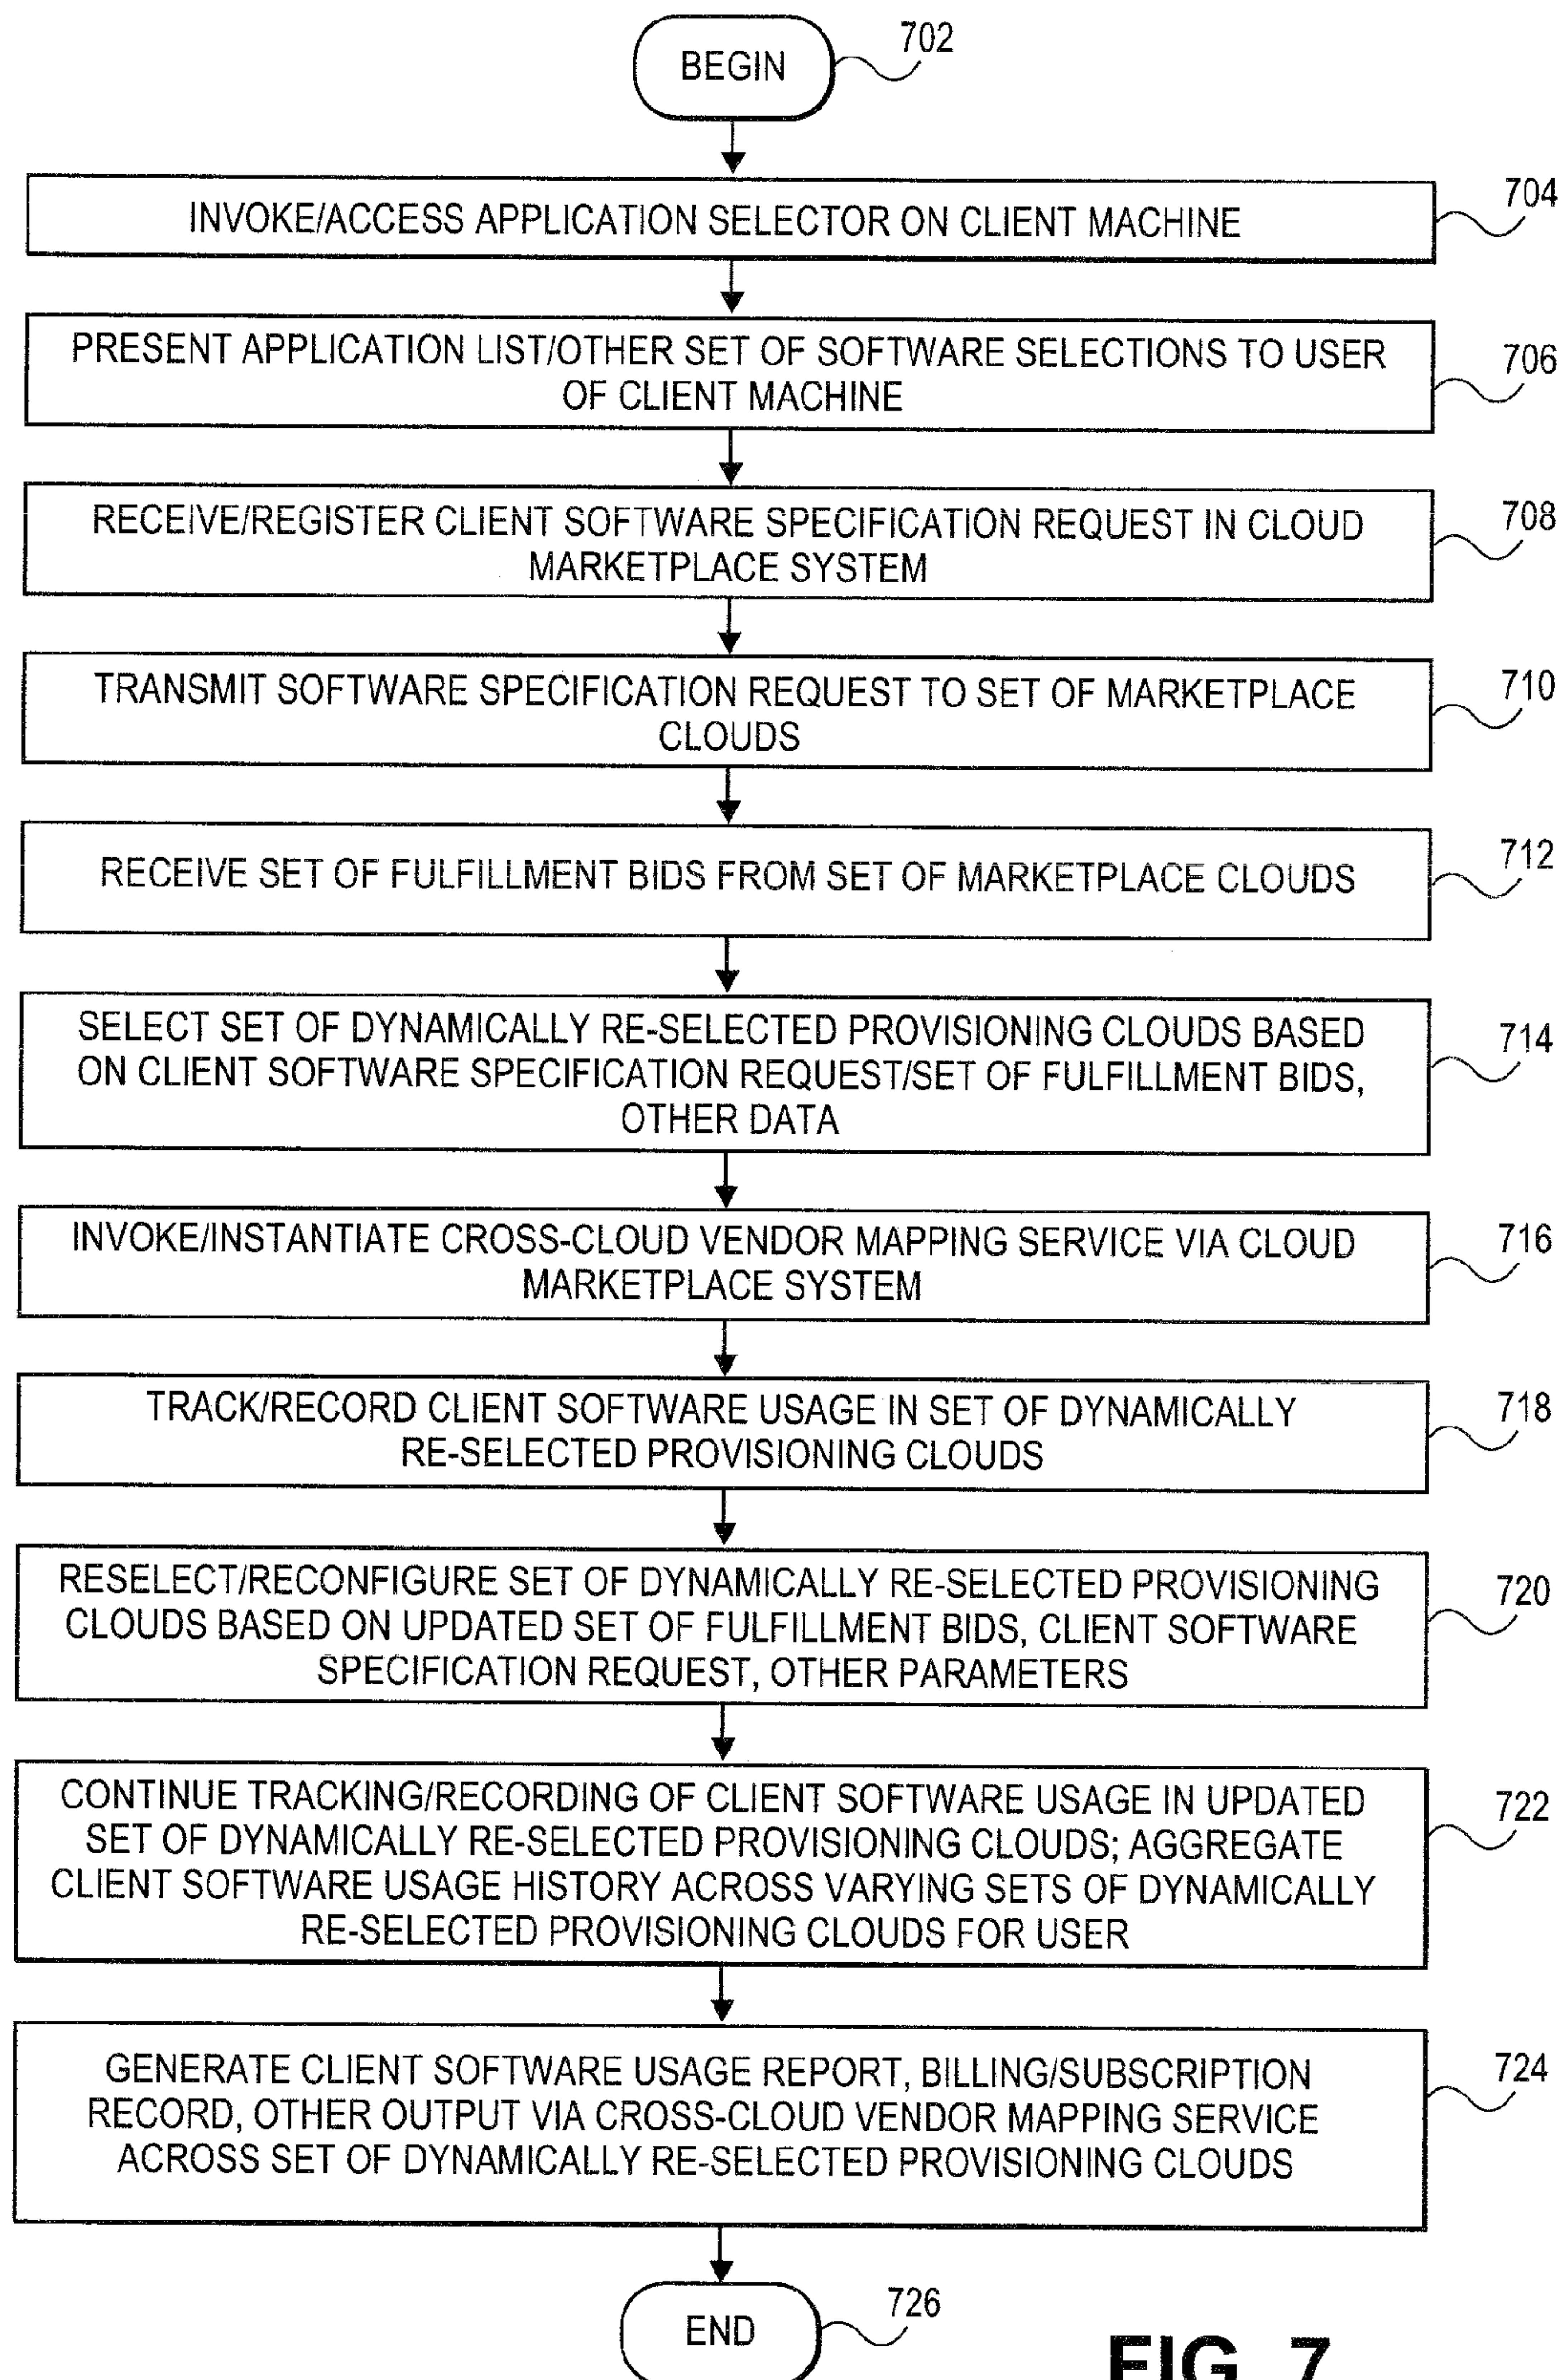 BEGIN
702
INVOKE/ACCESS APPLICATION SELECTOR ON CLIENT MACHINE
704
PRESENT APPLICATION LIST/OTHER SET OF SOFTWARE SELECTIONS TO USER
OF CLIENT MACHINE
706
RECEIVE/REGISTER CLIENT SOFTWARE SPECIFICATION REQUEST IN CLOUD
MARKETPLACE SYSTEM
708
TRANSMIT SOFTWARE SPECIFICATION REQUEST TO SET OF MARKETPLACE
CLOUDS
710
RECEIVE SET OF FULFILLMENT BIDS FROM SET OF MARKETPLACE CLOUDS
712
SELECT SET OF DYNAMICALLY RE-SELECTED PROVISIONING CLOUDS BASED
ON CLIENT SOFTWARE SPECIFICATION REQUEST/SET OF FULFILLMENT BIDS,
OTHER DATA
714
INVOKE/INSTANTIATE CROSS-CLOUD VENDOR MAPPING SERVICE VIA CLOUD
MARKETPLACE SYSTEM
716
TRACK/RECORD CLIENT SOFTWARE USAGE IN SET OF DYNAMICALLY
RE-SELECTED PROVISIONING CLOUDS
718
RESELECT/RECONFIGURE SET OF DYNAMICALLY RE-SELECTED PROVISIONING
CLOUDS BASED ON UPDATED SET OF FULFILLMENT BIDS, CLIENT SOFTWARE
SPECIFICATION REQUEST, OTHER PARAMETERS
720
CONTINUE TRACKING/RECORDING OF CLIENT SOFTWARE USAGE IN UPDATED
SET OF DYNAMICALLY RE-SELECTED PROVISIONING CLOUDS; AGGREGATE
CLIENT SOFTWARE USAGE HISTORY ACROSS VARYING SETS OF DYNAMICALLY
RE-SELECTED PROVISIONING CLOUDS FOR USER
722
GENERATE CLIENT SOFTWARE USAGE REPORT, BILLING/SUBSCRIPTION
RECORD, OTHER OUTPUT VIA CROSS-CLOUD VENDOR MAPPING SERVICE
ACROSS SET OF DYNAMICALLY RE-SELECTED PROVISIONING CLOUDS
724
END
726
FIG. 7